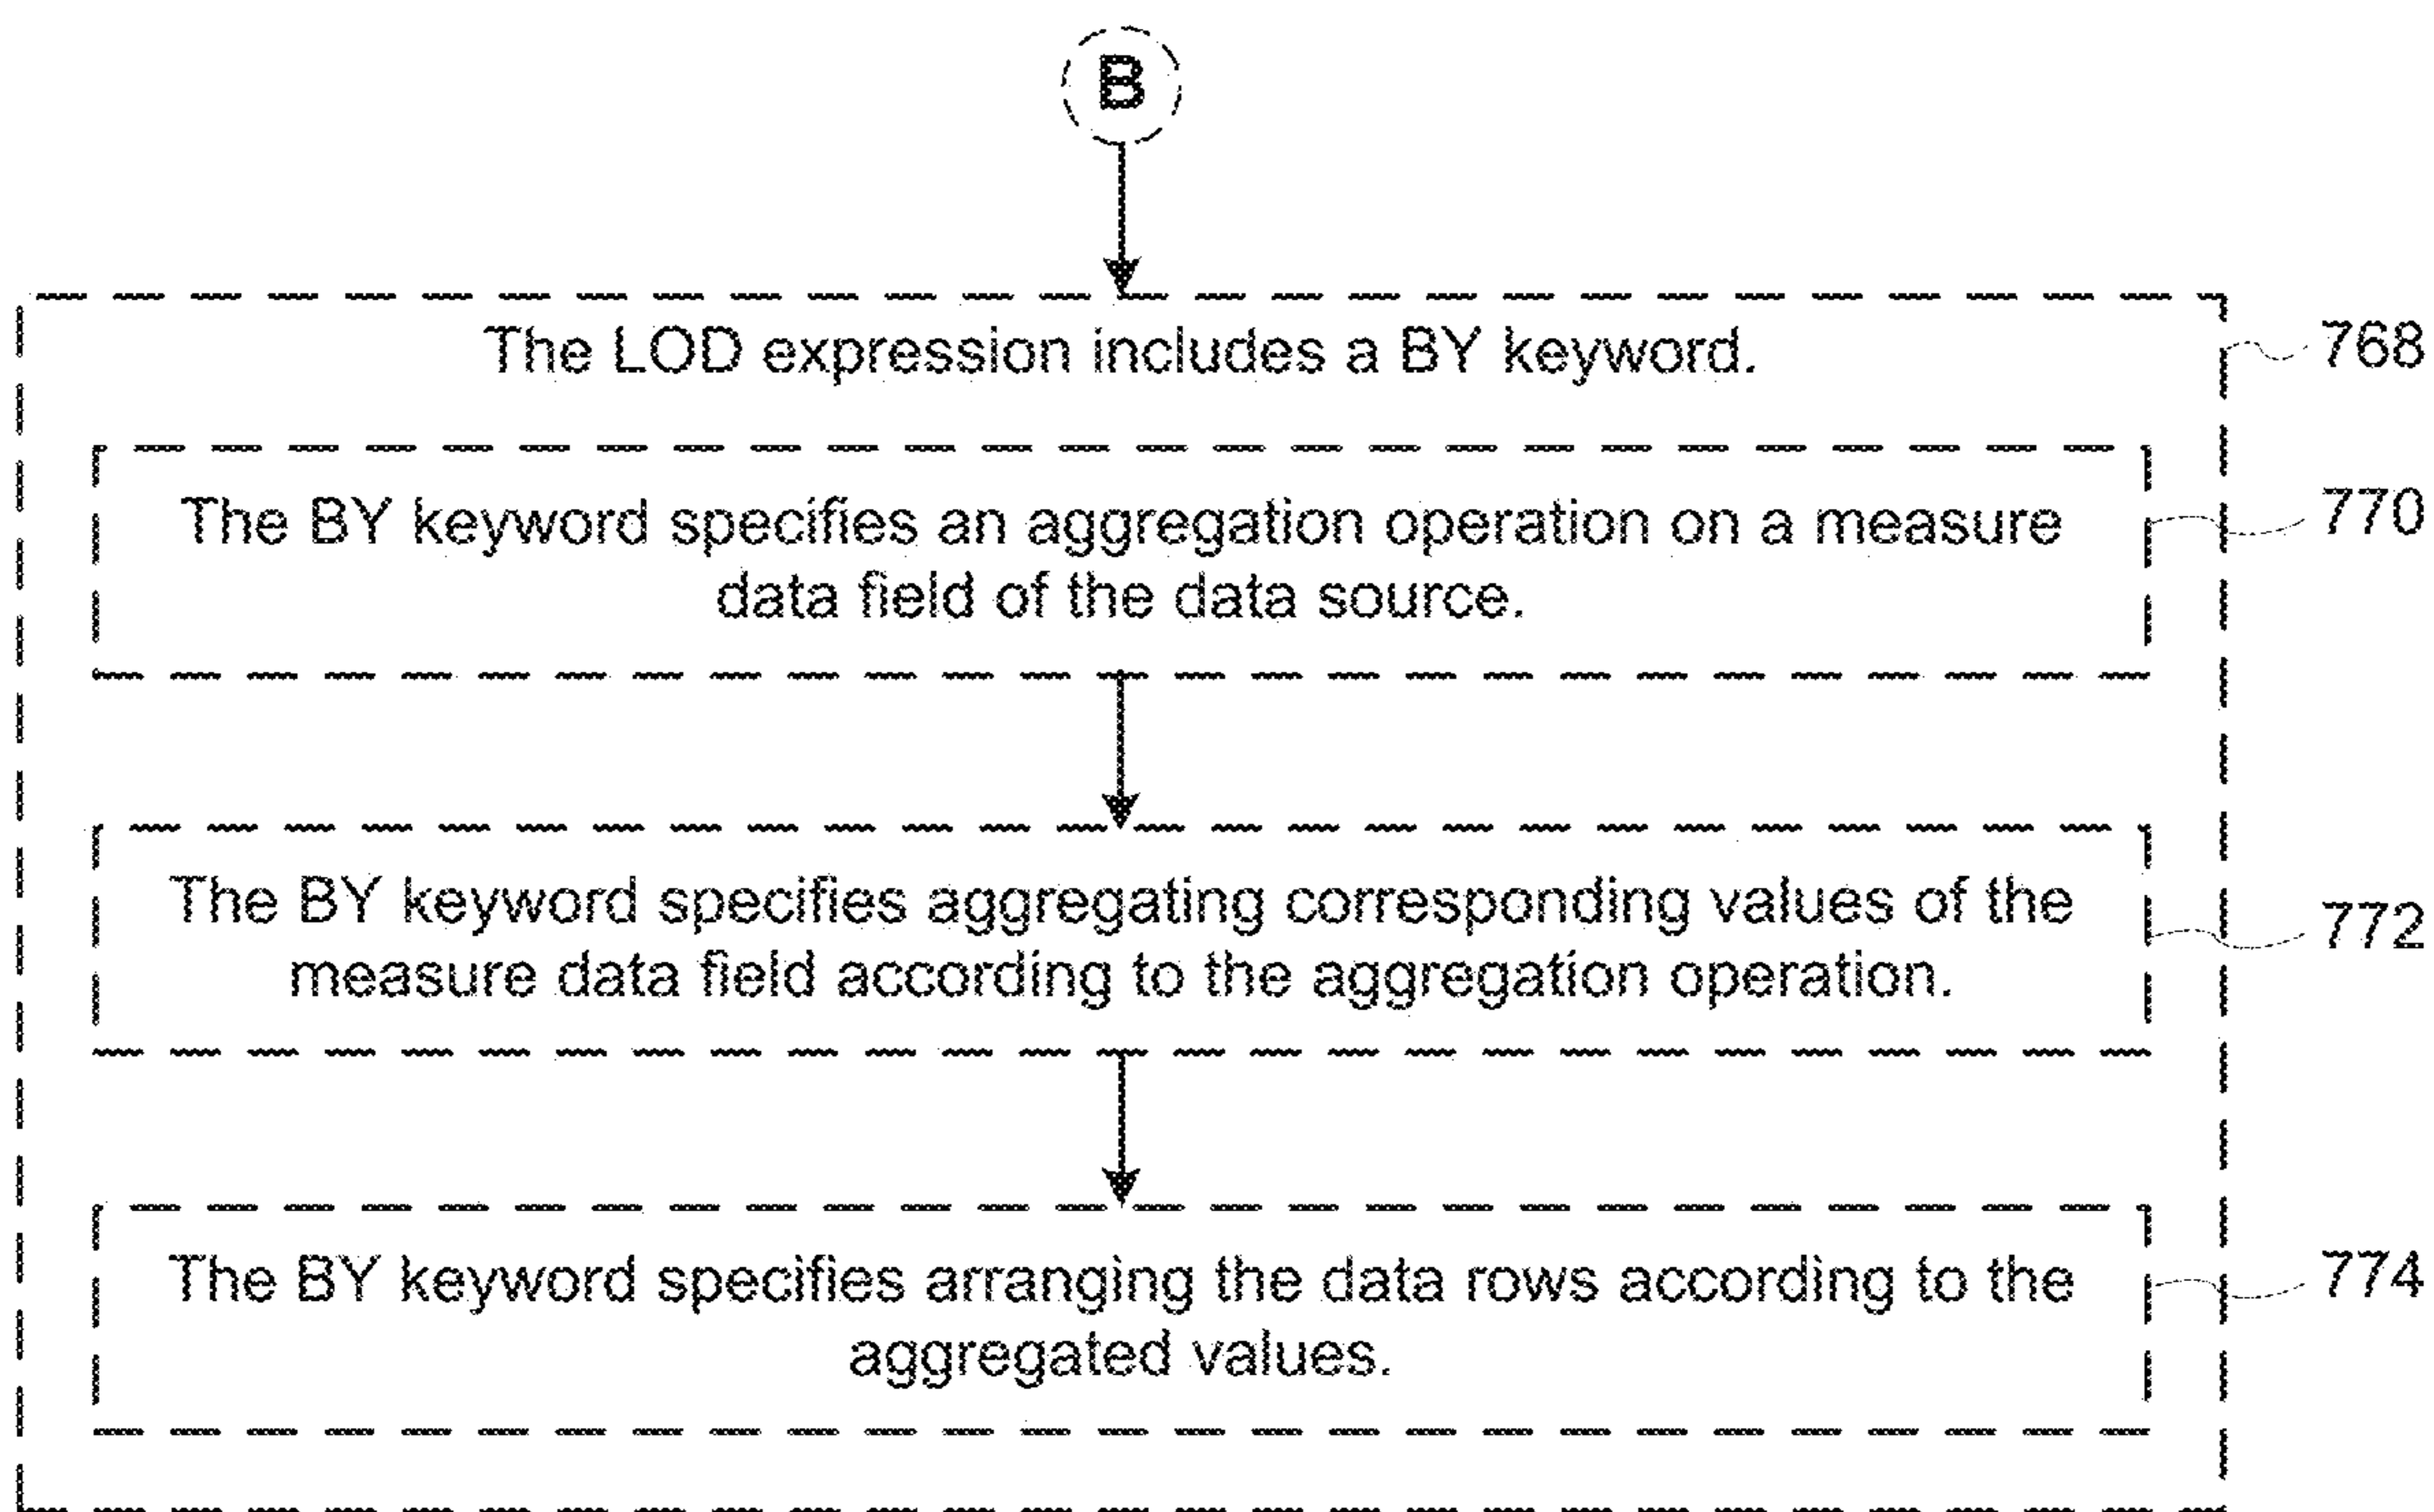 B
The LOD expression includes a BY keyword.
768
The BY keyword specifies an aggregation operation on a measure
data field of the data source.
770
The BY keyword specifies aggregating corresponding values of the
measure data field according to the aggregation operation.
772
The BY keyword specifies arranging the data rows according to the
aggregated values.
774